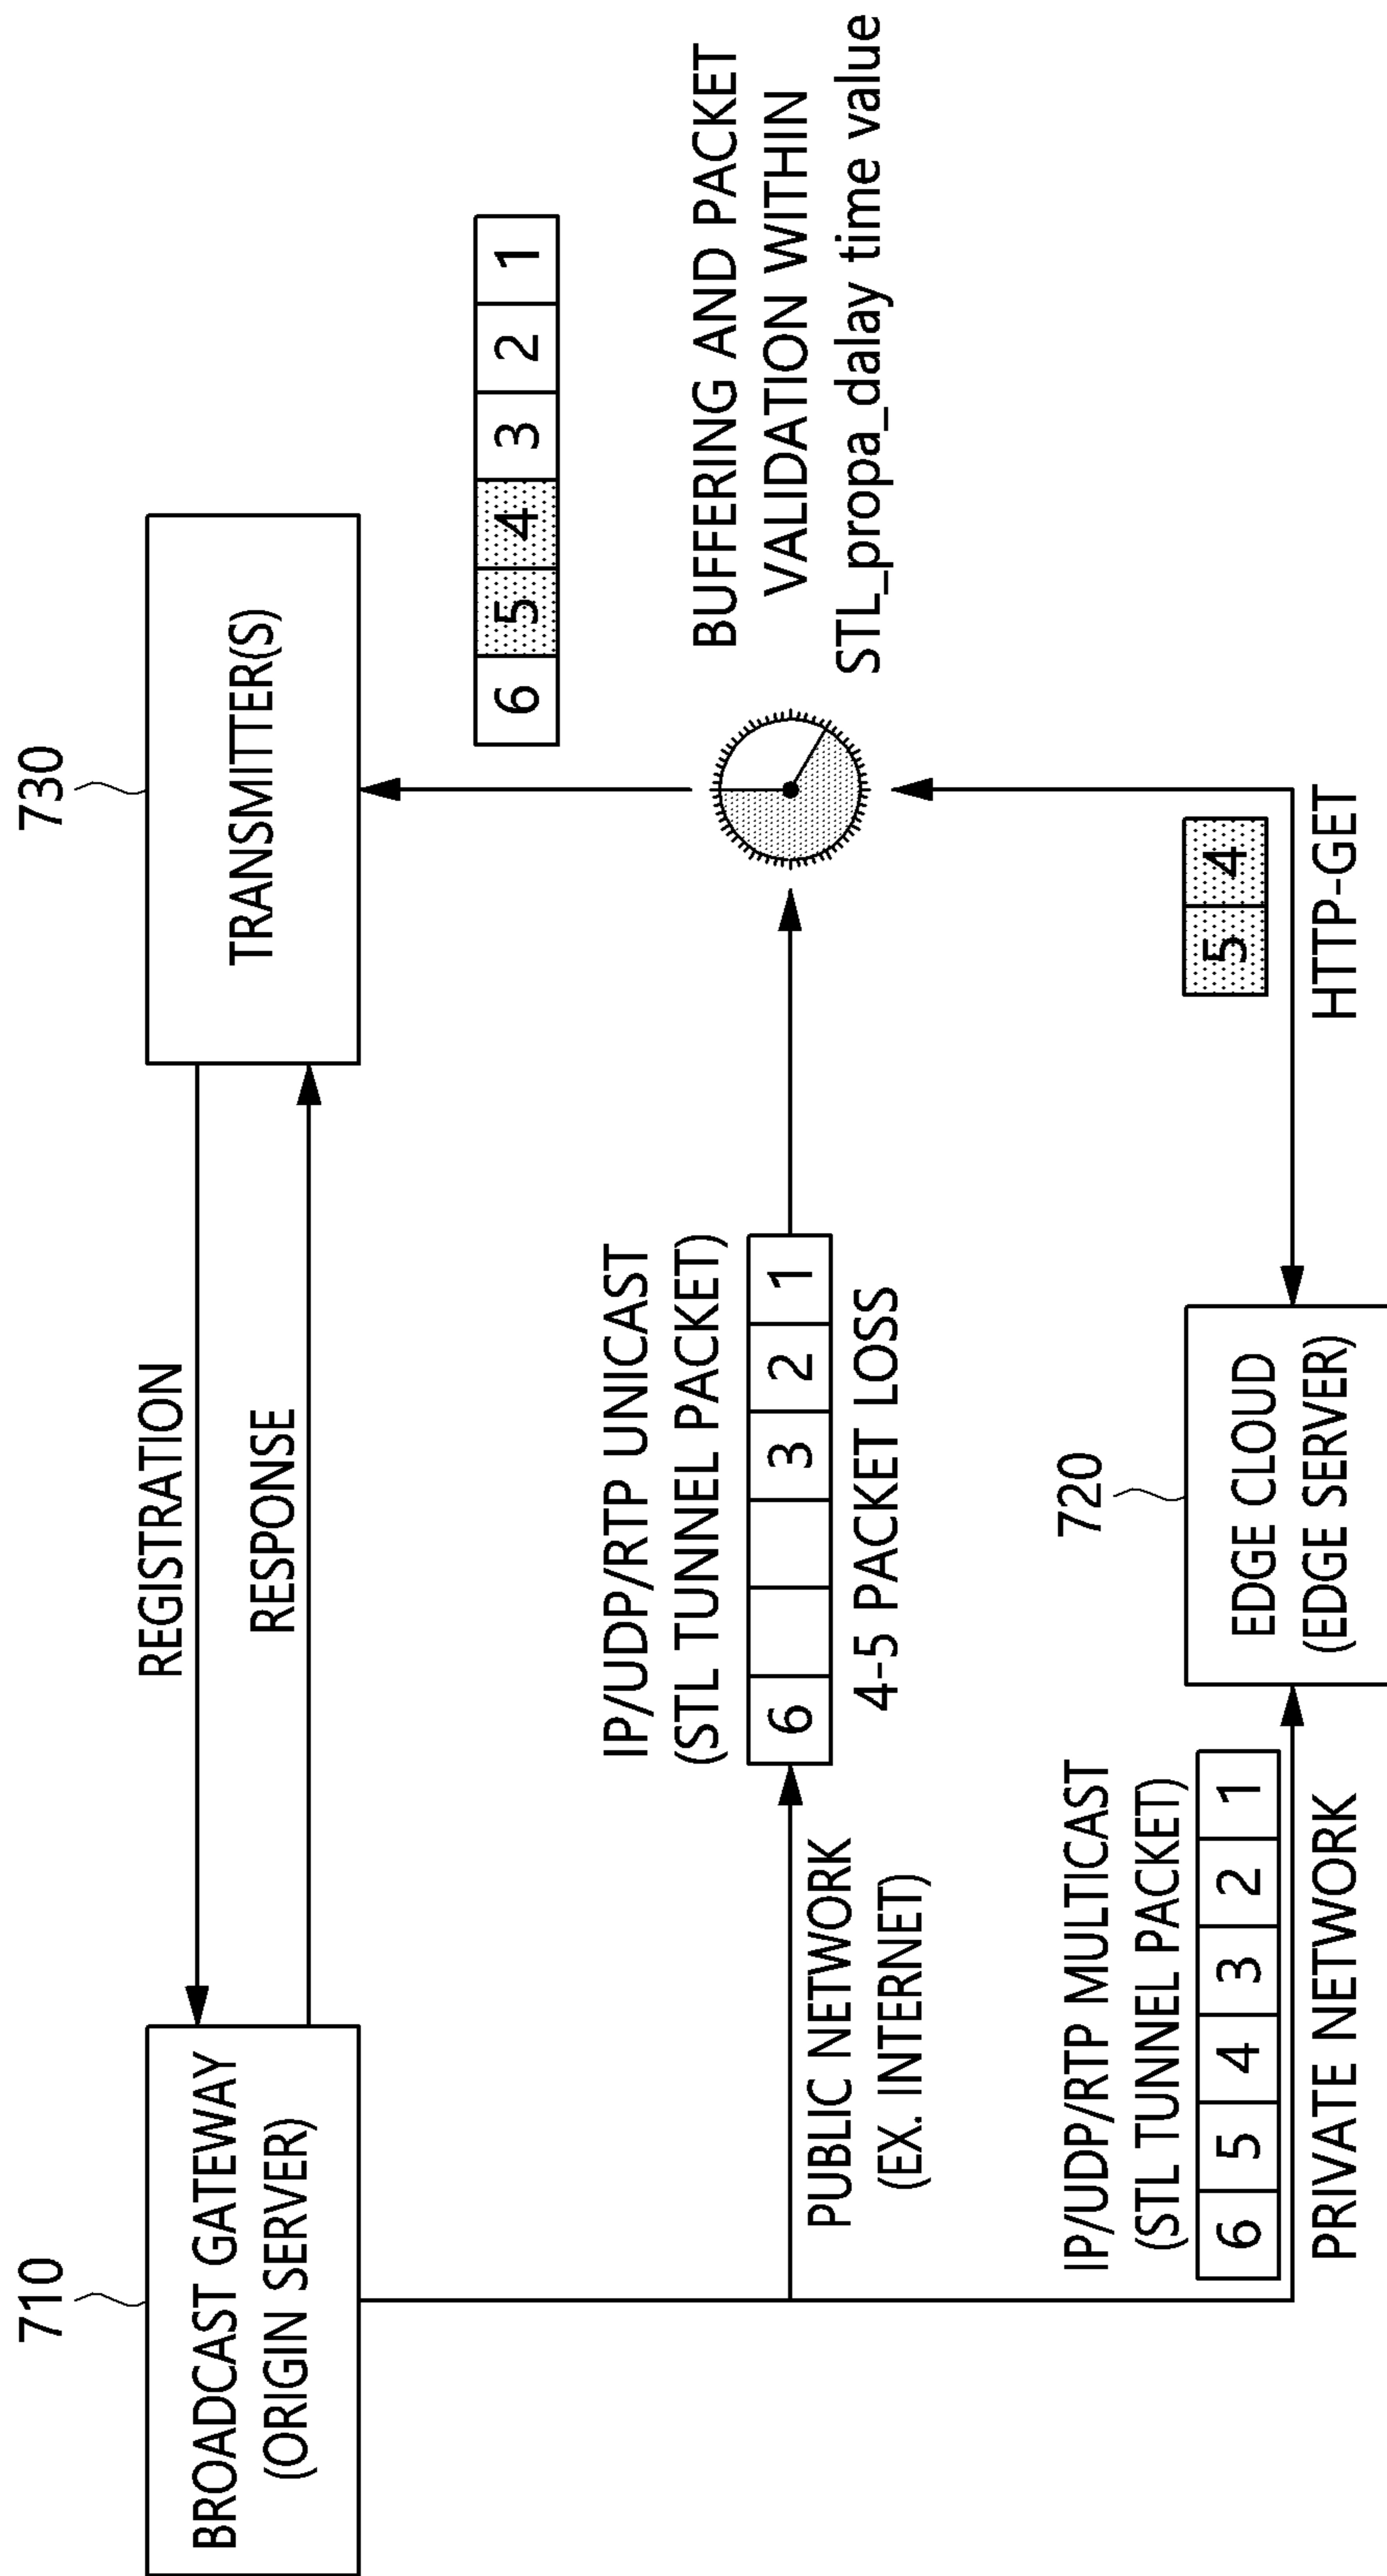 710
730
BROADCAST GATEWAY
(ORIGIN SERVER)
REGISTRATION
RESPONSE
TRANSMITTER(S)
6 5 4 3 2 1
IP/UDP/RTP UNICAST
(STL TUNNEL PACKET)
6 3 2 1
4-5 PACKET LOSS
PUBLIC NETWORK
(EX. INTERNET)
BUFFERING AND PACKET
VALIDATION WITHIN
STL_propa_dalay time value
IP/UDP/RTP MULTICAST
(STL TUNNEL PACKET)
6 5 4 3 2 1
PRIVATE NETWORK
720
EDGE CLOUD
(EDGE SERVER)
5 4
HTTP-GET